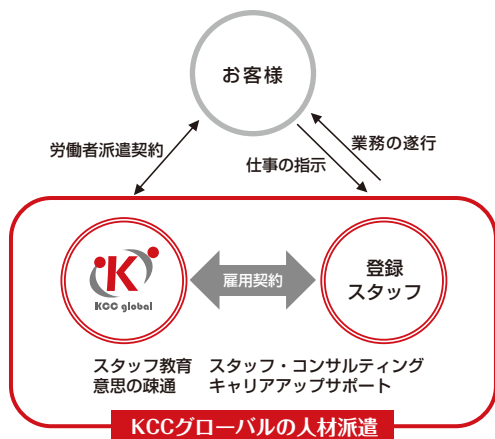 お客様
労働者派遣契約
業務の遂行
仕事の指示
K
KCC global
雇用契約
登録
スタッフ
スタッフ教育
意思の疎通
スタッフ・コンサルティング
キャリアアップサポート
KCCグローバルの人材派遣